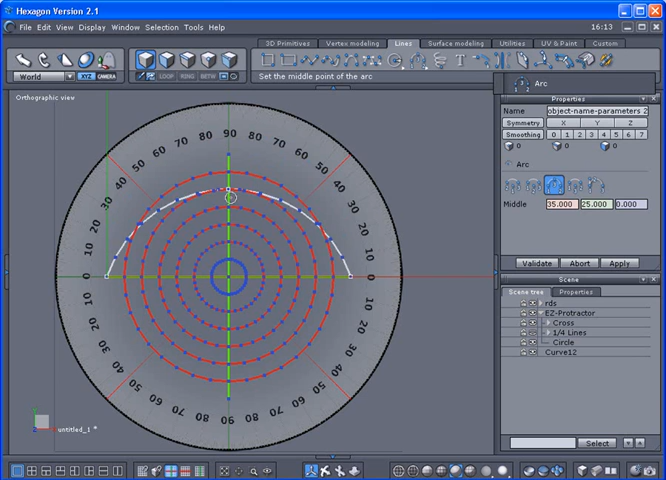 Hexagon Version 2.1
File Edit View Display Window Selection Tools Help 16:13
3D Primitives Vertex modeling Lines Surface modeling Utilities UV & Paint Custom
World XYZ CAMERA LOOP RING BETW
Set the middle point of the arc
Arc
Orthographic view
Properties
Name object-name-parameters 2
Symmetry X Y Z
Smoothing 0 1 2 3 4 5 6 7
0 0 0
Arc
Middle 35.000 25.000 0.000
Validate Abort Apply
Scene
Scene tree Properties
rds
EZ-Protractor
Cross
1/4 Lines
Circle
Curve12
Select
90
80 80
70 70
60 60
50 50
40 40
30 30
20 20
10 10
0 0
10 10
20 20
30 30
40 40
50 50
60 60
70 70
80 80
90
untitled_1 *